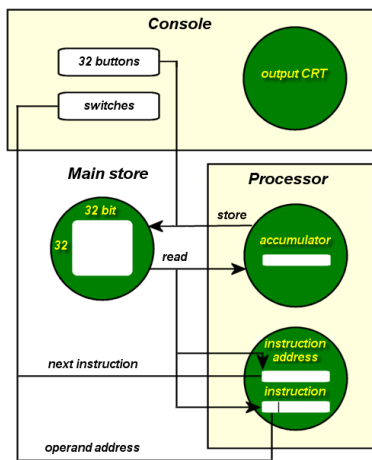 Console
32 buttons
output CRT
switches
Main store
Processor
32 bit
store
32
accumulator
read
instruction
address
next instruction
instruction
operand address